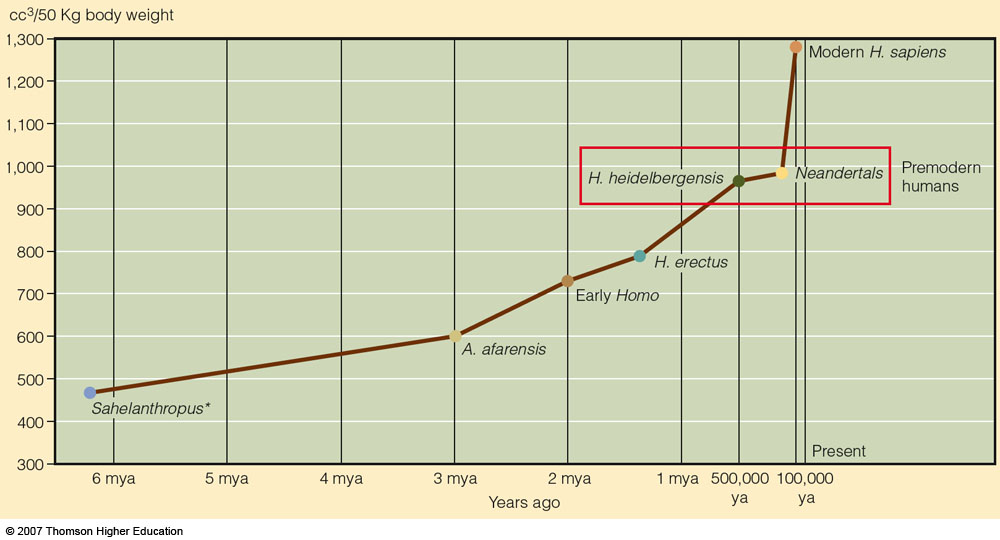 cc³/50 Kg body weight
1,300
1,200
1,100
1,000
900
800
700
600
500
400
300
Modern H. sapiens
H. heidelbergensis
Neandertals
Premodern
humans
H. erectus
Early Homo
A. afarensis
Sahelanthropus*
Present
6 mya
5 mya
4 mya
3 mya
2 mya
1 mya
500,000
ya
100,000
ya
Years ago
© 2007 Thomson Higher Education